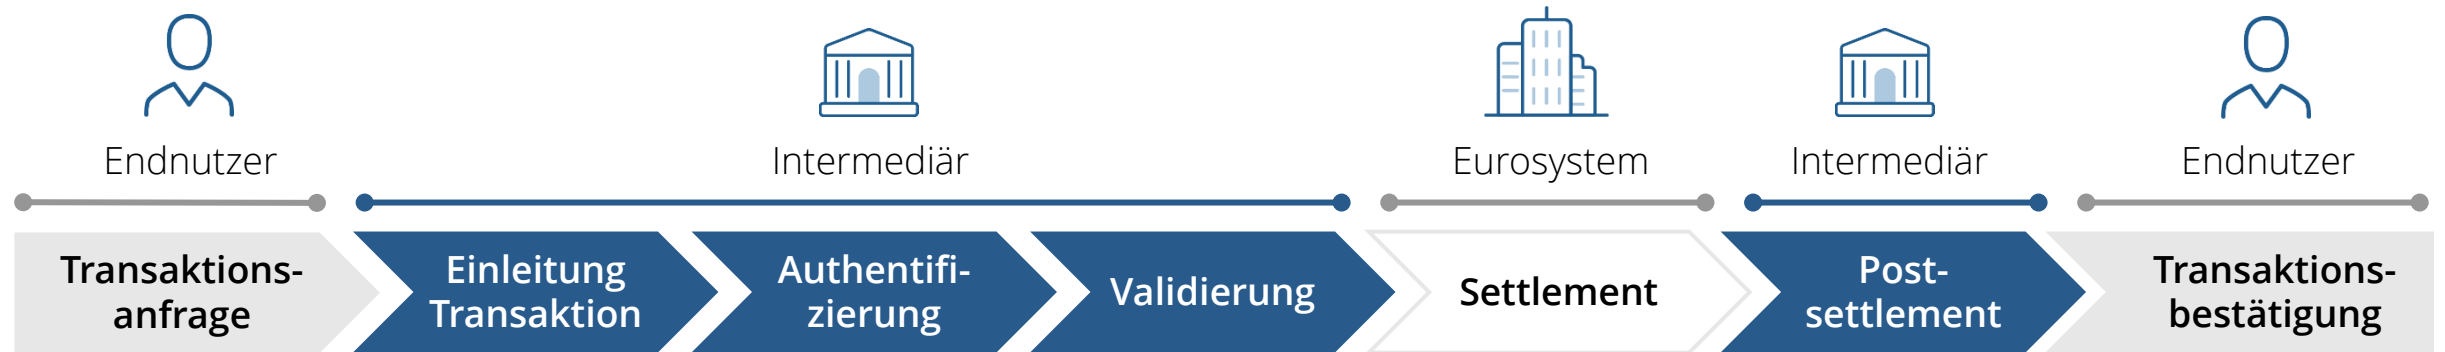 Endnutzer
Intermediär
Eurosystem
Intermediär
Endnutzer
Transaktions-
anfrage
Einleitung
Transaktion
Authentifi-
zierung
Validierung
Settlement
Post-
settlement
Transaktions-
bestätigung